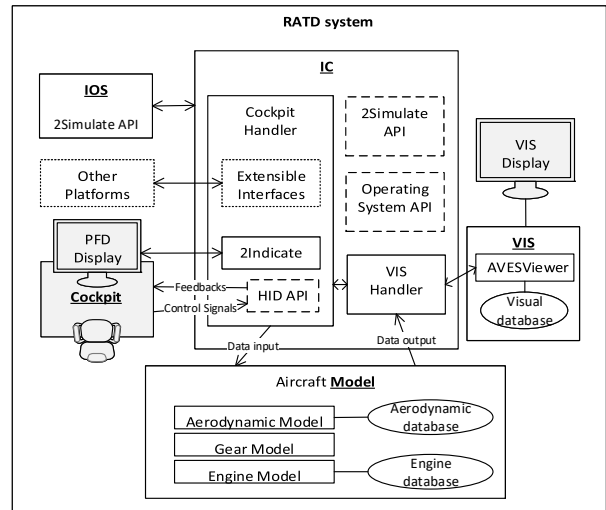 RATD system
IC
IOS
2Simulate API
Cockpit
Handler
2Simulate
API
VIS
Display
Other
Platforms
Extensible
Interfaces
Operating
System API
PFD
Display
2Indicate
VIS
AVESViewer
Cockpit
Feedbacks
Control Signals
HID API
VIS
Handler
Visual
database
Data input
Data output
Aircraft Model
Aerodynamic Model
Aerodynamic
database
Gear Model
Engine Model
Engine
database